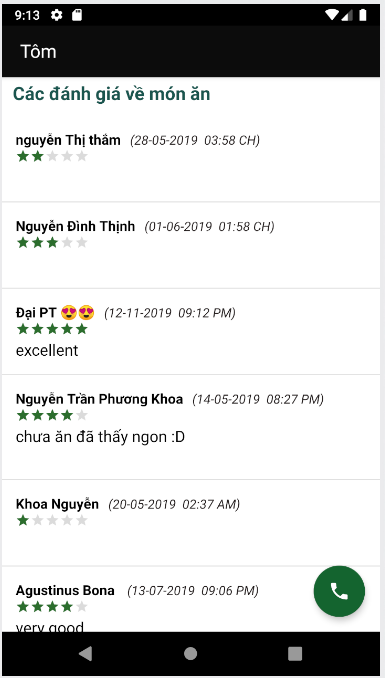 9:13
Tôm
Các đánh giá về món ăn
nguyễn Thị thắm (28-05-2019 03:58 CH)
Nguyễn Đình Thịnh (01-06-2019 01:58 CH)
Đại PT 😍😍 (12-11-2019 09:12 PM)
excellent
Nguyễn Trần Phương Khoa (14-05-2019 08:27 PM)
chưa ăn đã thấy ngon :D
Khoa Nguyễn (20-05-2019 02:37 AM)
Agustinus Bona (13-07-2019 09:06 PM)
very good